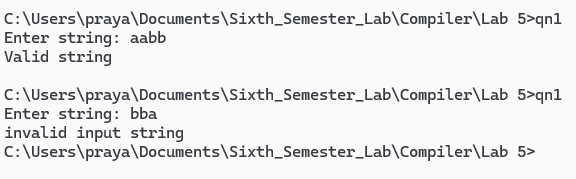 C:\Users\praya\Documents\Sixth_Semester_Lab\Compiler\Lab 5>qn1
Enter string: aabb
Valid string
C:\Users\praya\Documents\Sixth_Semester_Lab\Compiler\Lab 5>qn1
Enter string: bba
invalid input string
C:\Users\praya\Documents\Sixth_Semester_Lab\Compiler\Lab 5>